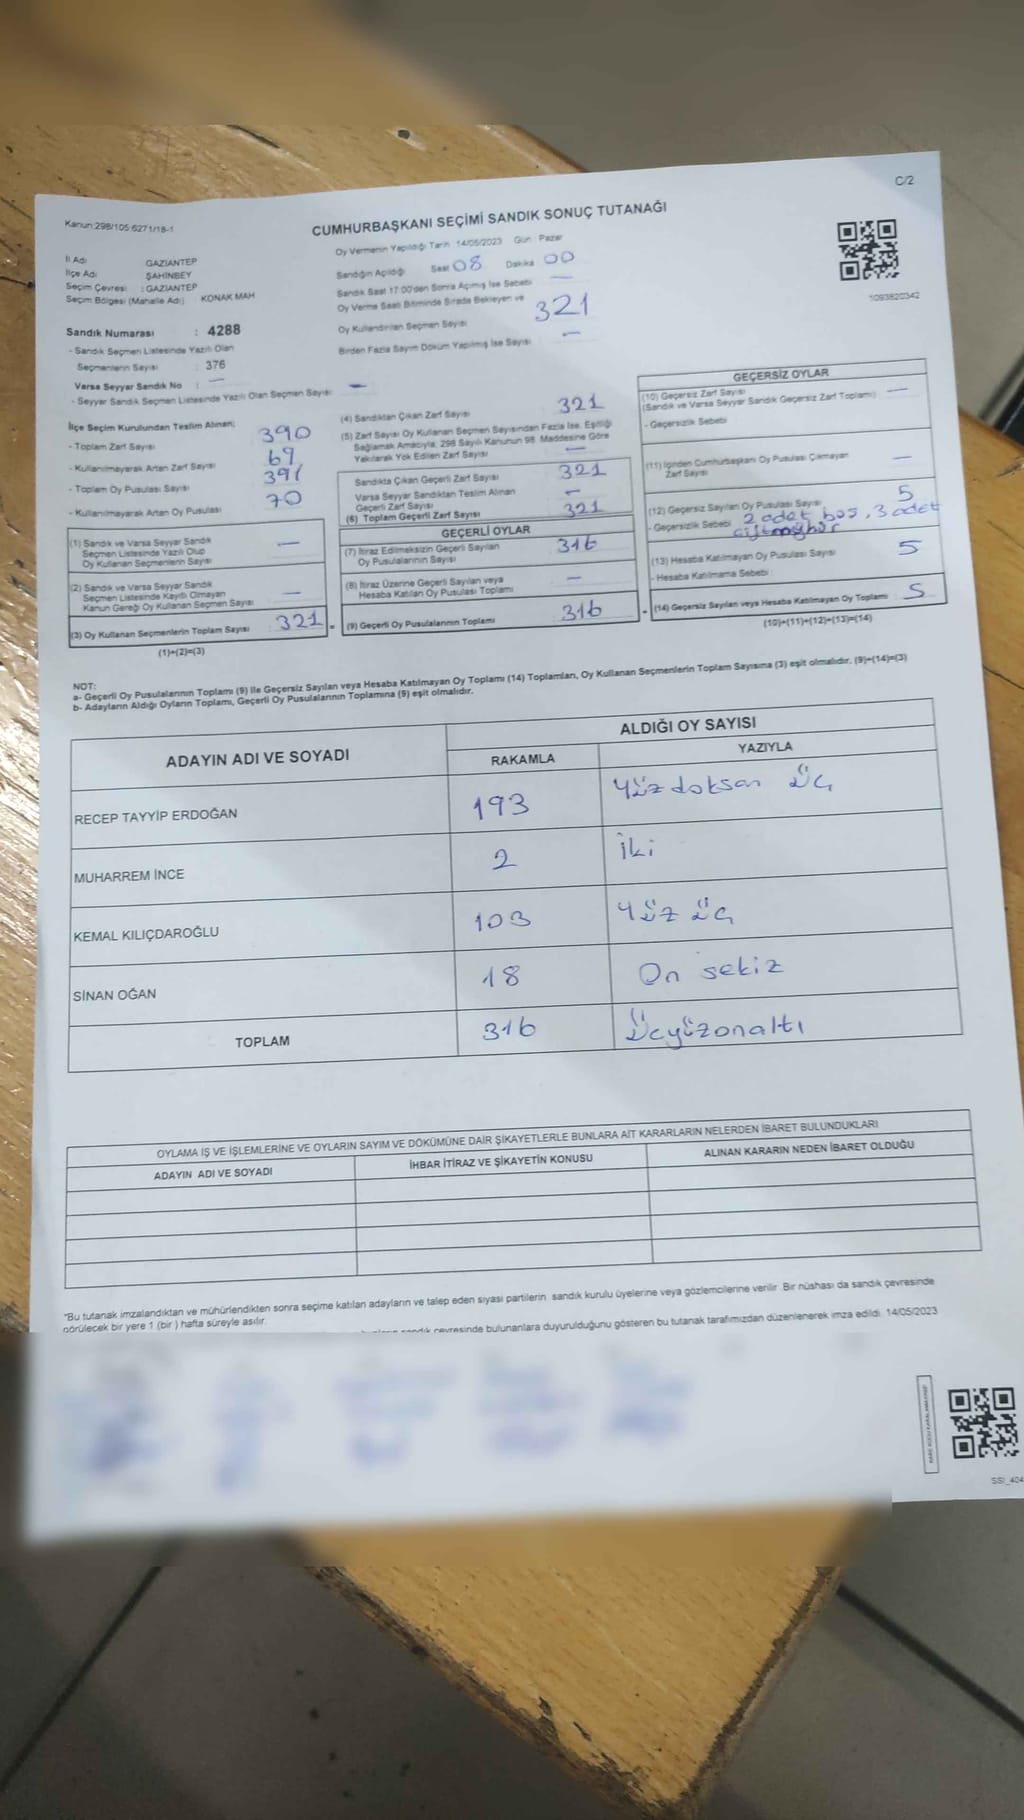 C/2
Kanun:298/105 6271/18-1
CUMHURBAŞKANI SEÇİMİ SANDIK SONUÇ TUTANAĞI
Oy Vermenin Yapıldığı Tarih 14/05/2023 Gün Pazar
İl Adı GAZİANTEP
İlçe Adı ŞAHİNBEY
Seçim Çevresi : GAZİANTEP
Seçim Bölgesi (Mahalle Adı) KONAK MAH
Sandığın Açıldığı Saat 08 Dakika 00
Sandık Saat 17:00'den Sonra Açılmış İse Sebebi —
Oy Verme Saati Bitiminde Sırada Bekleyen ve
Oy Kullandırılan Seçmen Sayısı 321
Birden Fazla Sayım Döküm Yapılmış İse Sayısı —
1093820342
Sandık Numarası : 4288
- Sandık Seçmen Listesinde Yazılı Olan
Seçmenlerin Sayısı : 376
Varsa Seyyar Sandık No : —
- Seyyar Sandık Seçmen Listesinde Yazılı Olan Seçmen Sayısı —
İlçe Seçim Kurulundan Teslim Alınan;
- Toplam Zarf Sayısı 390
- Kullanılmayarak Artan Zarf Sayısı 69
- Toplam Oy Pusulası Sayısı 391
- Kullanılmayarak Artan Oy Pusulası 70
(1) Sandık ve Varsa Seyyar Sandık
Seçmen Listesinde Yazılı Olup
Oy Kullanan Seçmenlerin Sayısı —
(2) Sandık ve Varsa Seyyar Sandık
Seçmen Listesinde Kayıtlı Olmayan
Kanun Gereği Oy Kullanan Seçmen Sayısı —
(3) Oy Kullanan Seçmenlerin Toplam Sayısı 321
(1)+(2)=(3)
(4) Sandıktan Çıkan Zarf Sayısı 321
(5) Zarf Sayısı Oy Kullanan Seçmen Sayısından Fazla İse, Eşitliği
Sağlamak Amacıyla; 298 Sayılı Kanunun 98. Maddesine Göre
Yakılarak Yok Edilen Zarf Sayısı —
Sandıkta Çıkan Geçerli Zarf Sayısı 321
Varsa Seyyar Sandıktan Teslim Alınan
Geçerli Zarf Sayısı —
(6) Toplam Geçerli Zarf Sayısı 321
GEÇERLİ OYLAR
(7) İtiraz Edilmeksizin Geçerli Sayılan
Oy Pusulalarının Sayısı 316
(8) İtiraz Üzerine Geçerli Sayılan veya
Hesaba Katılan Oy Pusulası Toplamı —
= (9) Geçerli Oy Pusulalarının Toplamı 316
GEÇERSİZ OYLAR
(10) Geçersiz Zarf Sayısı
(Sandık ve Varsa Seyyar Sandık Geçersiz Zarf Toplamı) —
- Geçersizlik Sebebi
(11) İçinden Cumhurbaşkanı Oy Pusulası Çıkmayan
Zarf Sayısı —
(12) Geçersiz Sayılan Oy Pusulası Sayısı 5
- Geçersizlik Sebebi 2 adet boş, 3 adet
çift mühür
(13) Hesaba Katılmayan Oy Pusulası Sayısı 5
- Hesaba Katılmama Sebebi :
+ (14) Geçersiz Sayılan veya Hesaba Katılmayan Oy Toplamı 5
(10)+(11)+(12)+(13)=(14)
NOT:
a- Geçerli Oy Pusulalarının Toplamı (9) ile Geçersiz Sayılan veya Hesaba Katılmayan Oy Toplamı (14) Toplamları, Oy Kullanan Seçmenlerin Toplam Sayısına (3) eşit olmalıdır. (9)+(14)=(3)
b- Adayların Aldığı Oyların Toplamı, Geçerli Oy Pusulalarının Toplamına (9) eşit olmalıdır.
ADAYIN ADI VE SOYADI
ALDIĞI OY SAYISI
RAKAMLA YAZIYLA
RECEP TAYYİP ERDOĞAN 193 Yüz doksan üç
MUHARREM İNCE 2 İki
KEMAL KILIÇDAROĞLU 103 Yüz üç
SİNAN OĞAN 18 On sekiz
TOPLAM 316 Üçyüzonaltı
OYLAMA İŞ VE İŞLEMLERİNE VE OYLARIN SAYIM VE DÖKÜMÜNE DAİR ŞİKAYETLERLE BUNLARA AİT KARARLARIN NELERDEN İBARET BULUNDUKLARI
ADAYIN ADI VE SOYADI İHBAR İTİRAZ VE ŞİKAYETİN KONUSU ALINAN KARARIN NEDEN İBARET OLDUĞU
*Bu tutanak imzalandıktan ve mühürlendikten sonra seçime katılan adayların ve talep eden siyasi partilerin sandık kurulu üyelerine veya gözlemcilerine verilir. Bir nüshası da sandık çevresinde
görülecek bir yere 1 (bir ) hafta süreyle asılır.
sandık çevresinde bulunanlara duyurulduğunu gösteren bu tutanak tarafımızdan düzenlenerek imza edildi. 14/05/2023
SSI_404